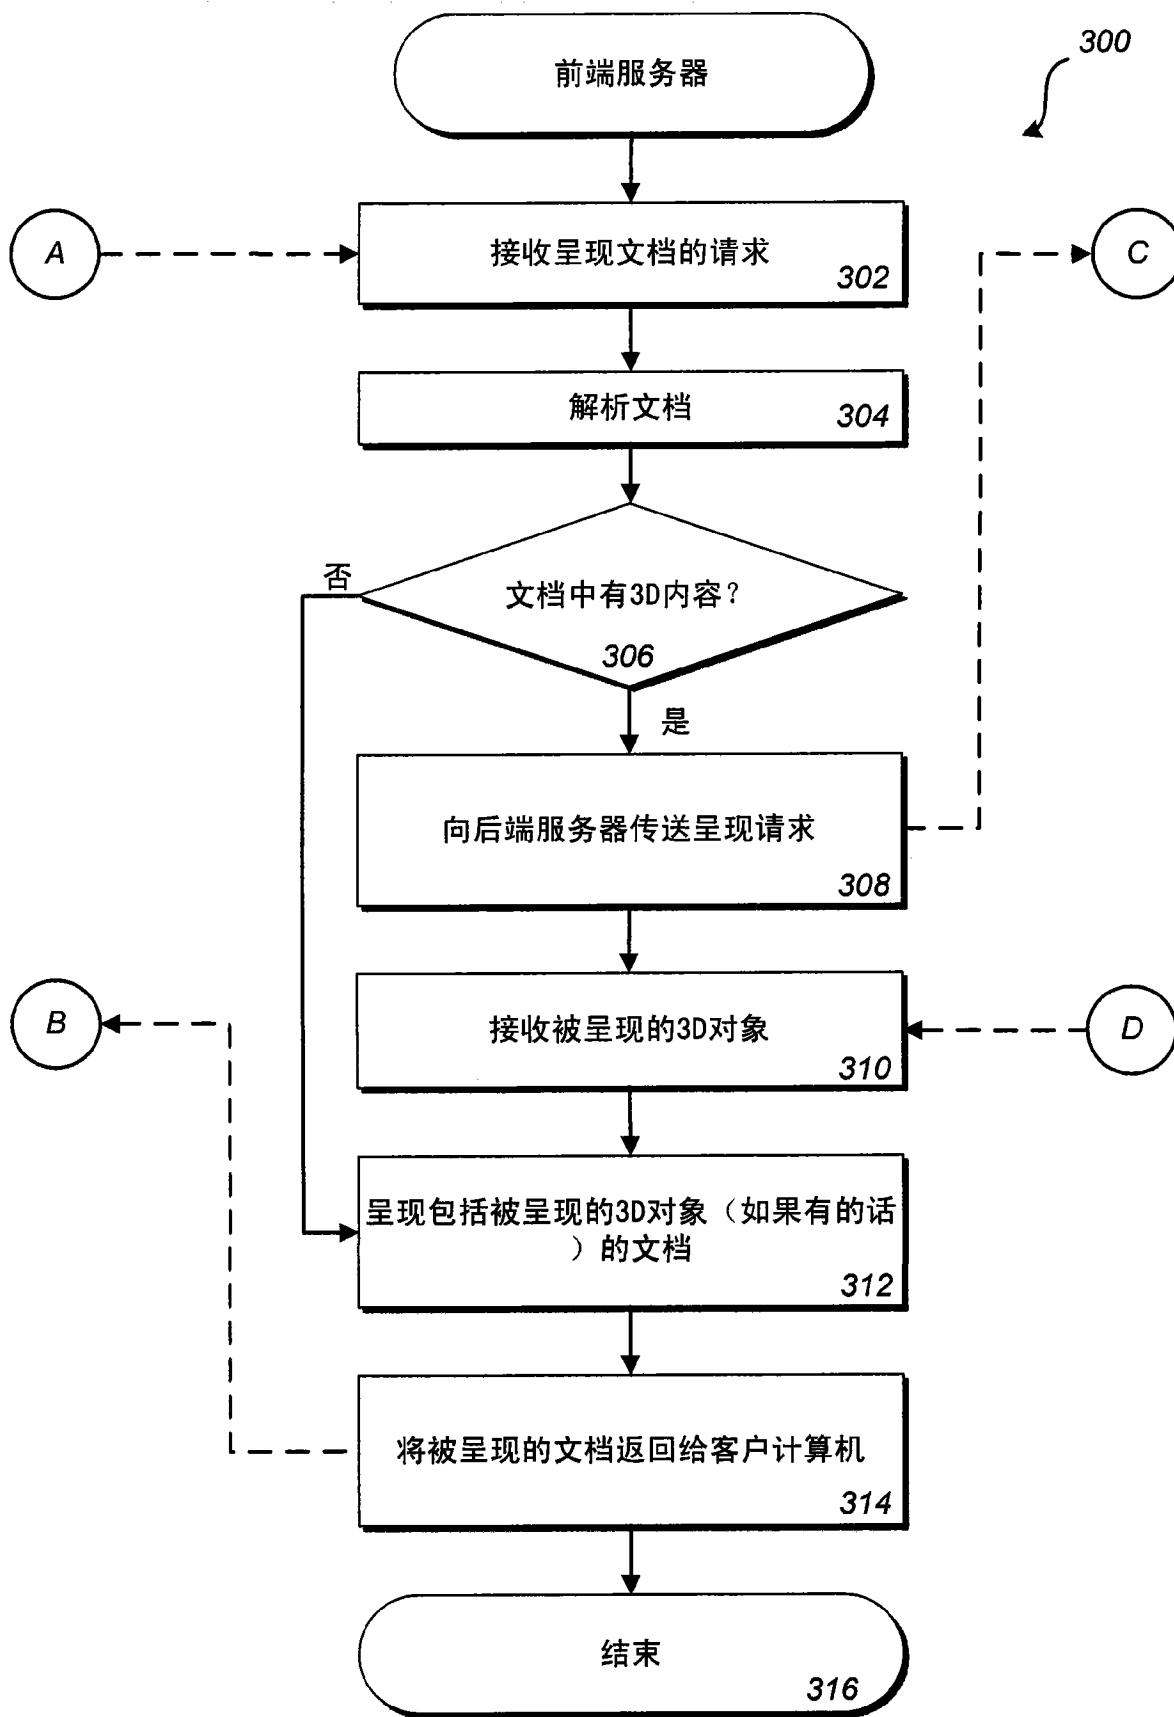 前端服务器
300
A
接收呈现文档的请求
302
C
解析文档
304
否
文档中有3D内容？
306
是
向后端服务器传送呈现请求
308
B
接收被呈现的3D对象
310
D
呈现包括被呈现的3D对象（如果有的话
）的文档
312
将被呈现的文档返回给客户计算机
314
结束
316